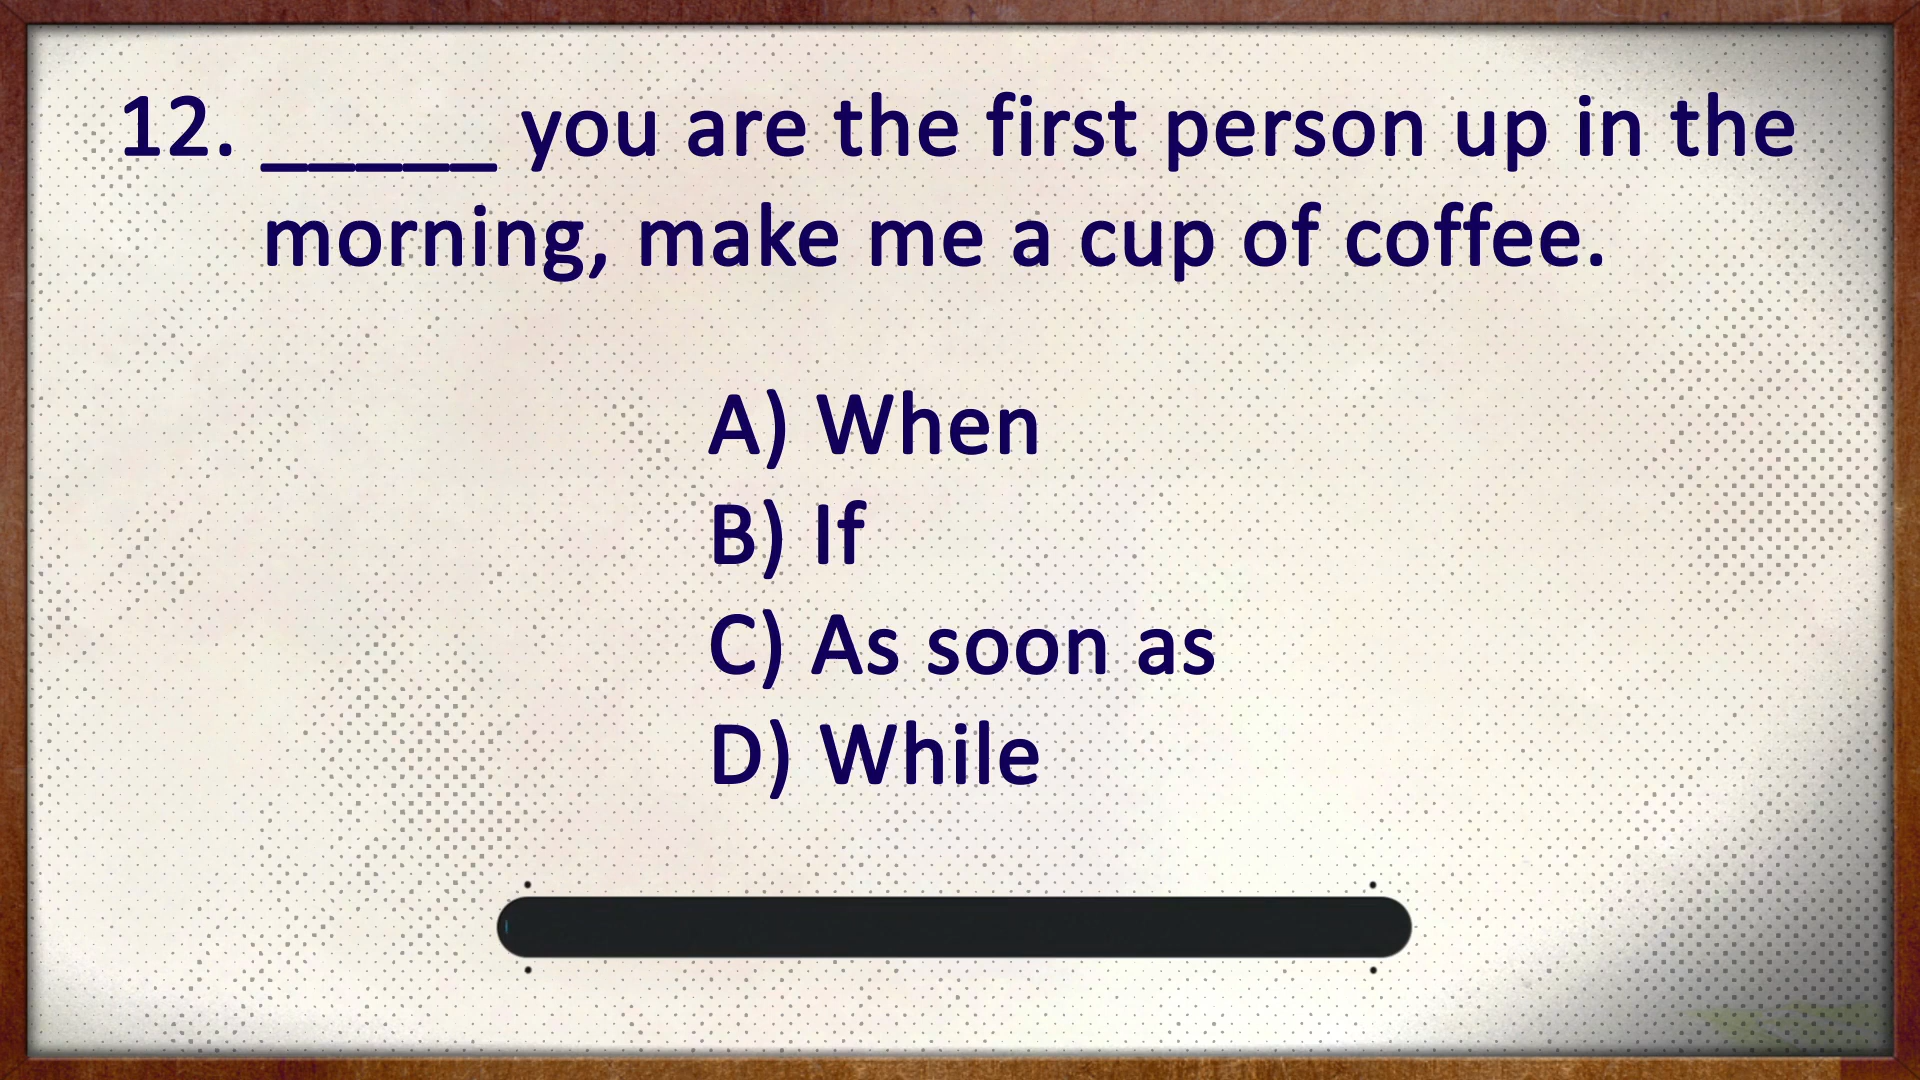 12. _____ you are the first person up in the
morning, make me a cup of coffee.
A) When
B) If
C) As soon as
D) While